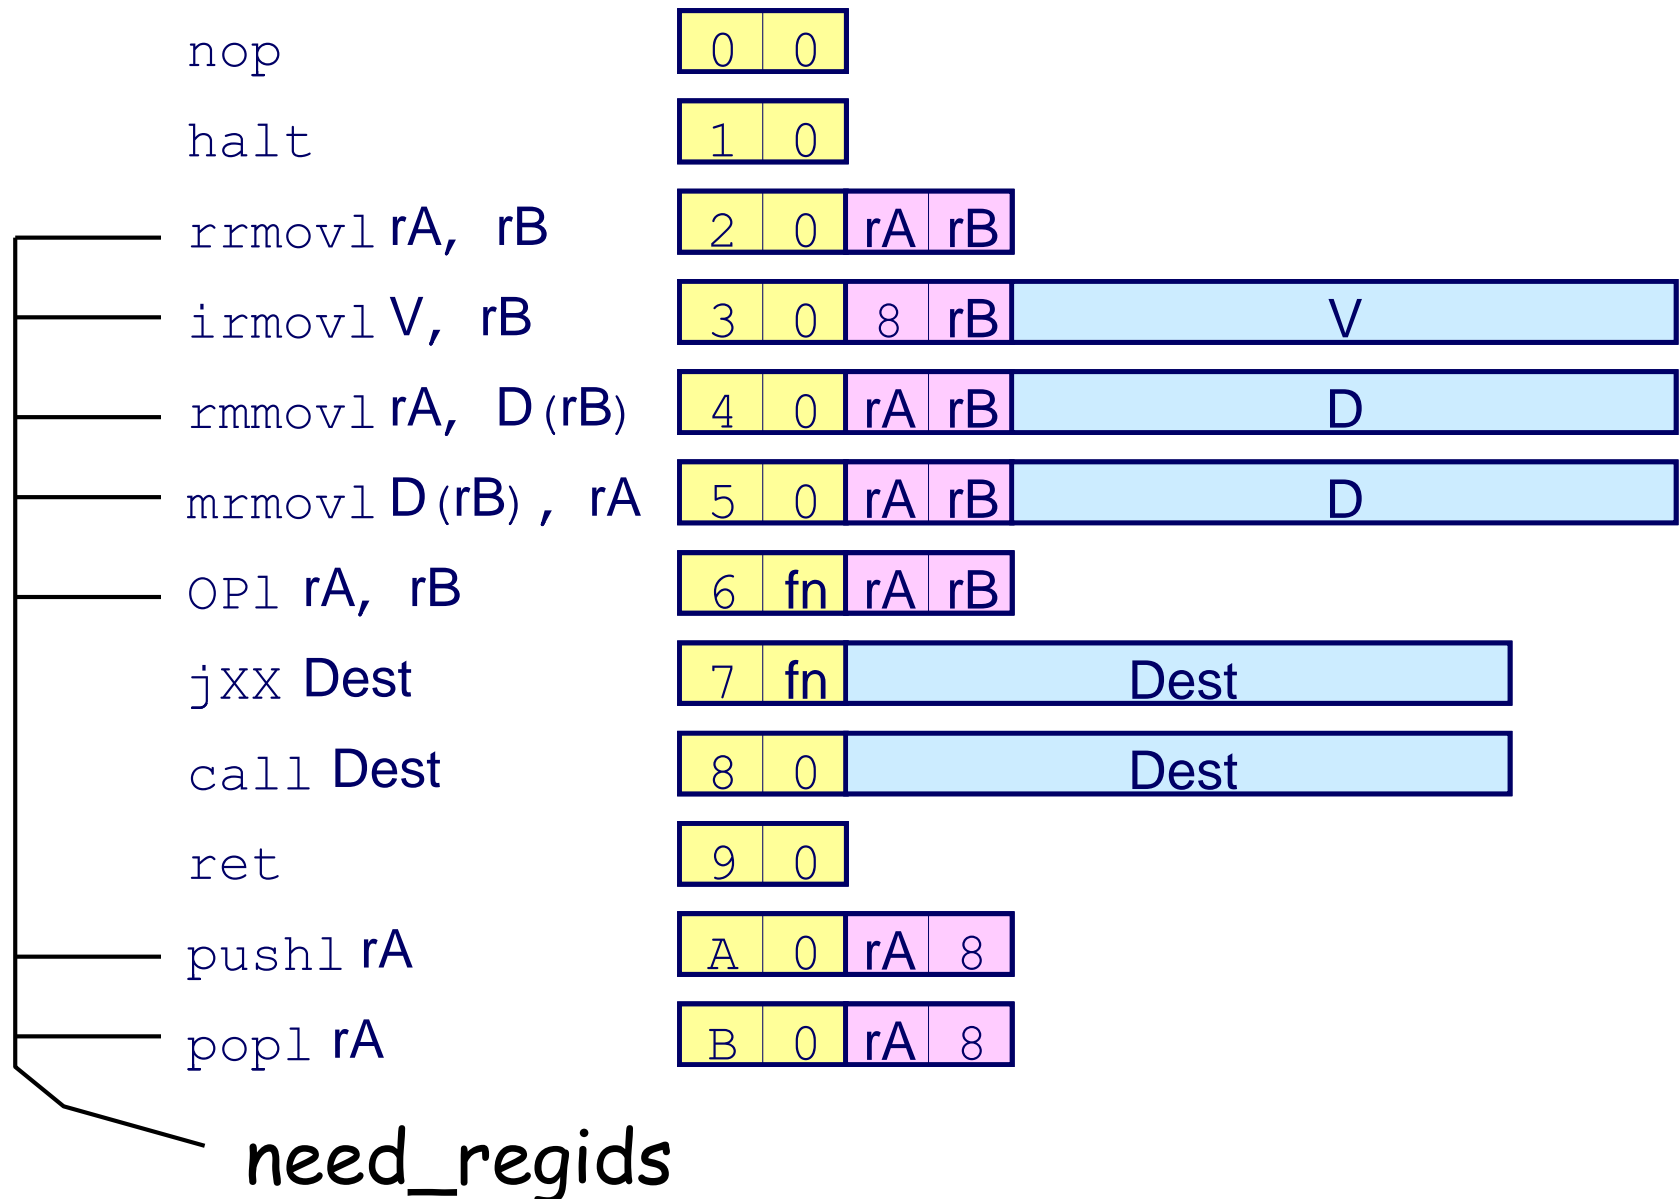 nop 0 0
halt 1 0
rrmovl rA, rB 2 0 rA rB
irmovl V, rB 3 0 8 rB V
rmmovl rA, D(rB) 4 0 rA rB D
mrmovl D(rB), rA 5 0 rA rB D
OPl rA, rB 6 fn rA rB
jXX Dest 7 fn Dest
call Dest 8 0 Dest
ret 9 0
pushl rA A 0 rA 8
popl rA B 0 rA 8
need_regids